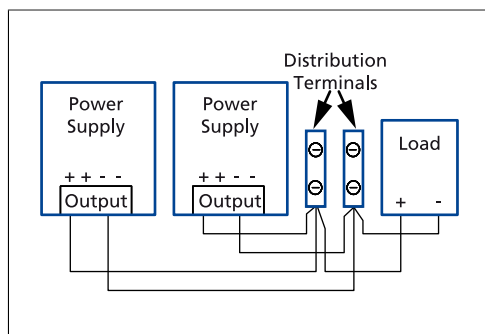 Distribution
Terminals
Power
Supply
+ + - -
Output
Power
Supply
+ + - -
Output
Load
+ -